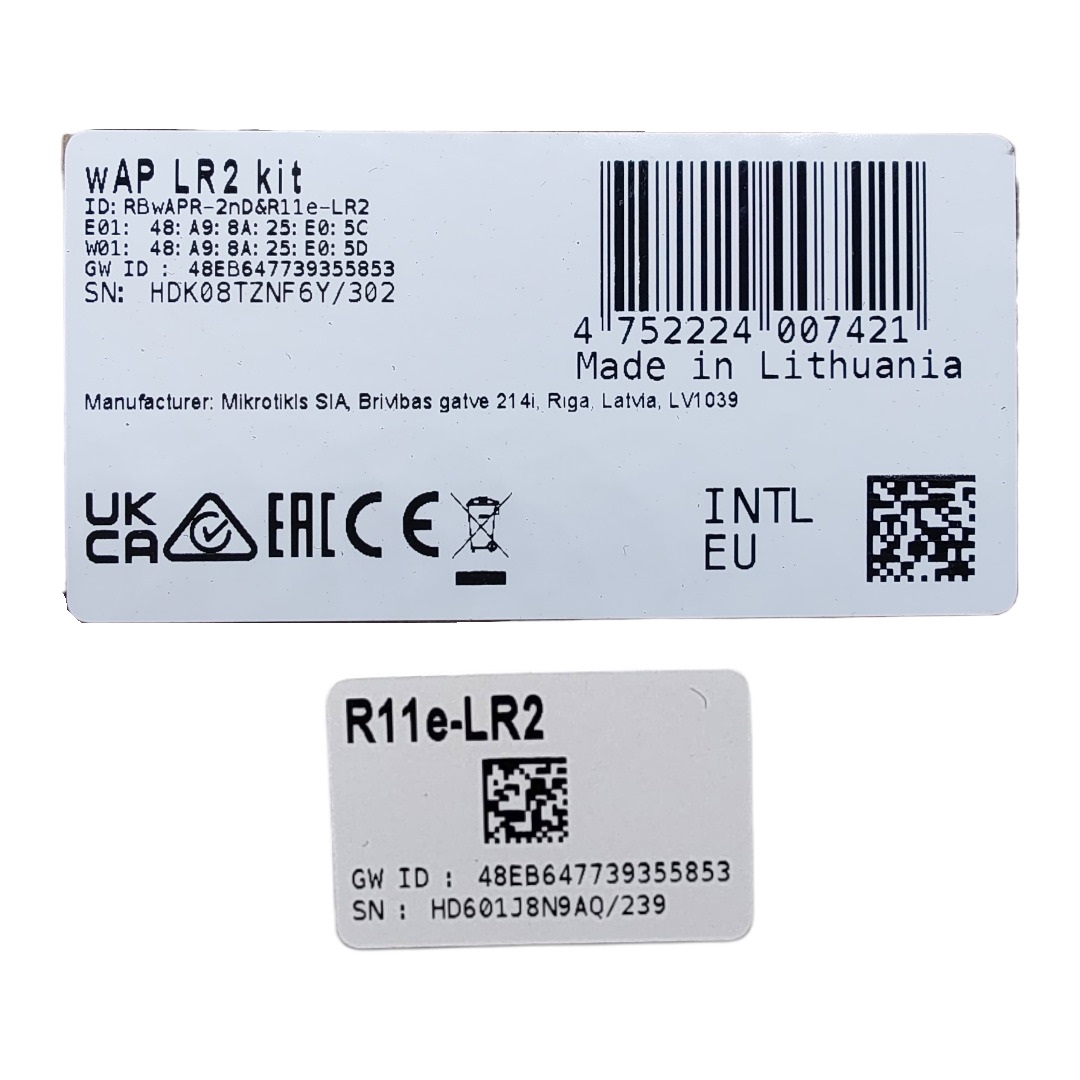 wAP LR2 kit
ID: RBwAPR-2nD&R11e-LR2
E01: 48: A9: 8A: 25: E0: 5C
W01: 48: A9: 8A: 25: E0: 5D
GW ID : 48EB647739355853
SN: HDK08TZNF6Y/302
4 752224 007421
Made in Lithuania
Manufacturer: Mikrotikls SIA, Brivibas gatve 214i, Riga, Latvia, LV1039
UK
CA
EAC
CE
INTL
EU
R11e-LR2
GW ID : 48EB647739355853
SN : HD601J8N9AQ/239